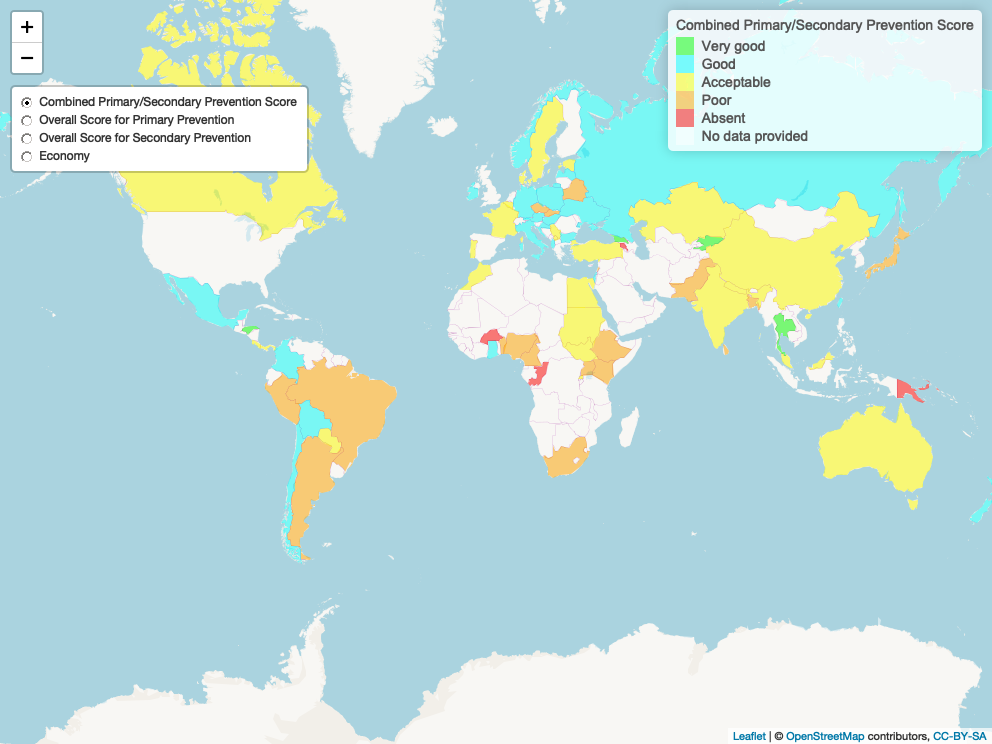 +
−
Combined Primary/Secondary Prevention Score
Overall Score for Primary Prevention
Overall Score for Secondary Prevention
Economy
Combined Primary/Secondary Prevention Score
Very good
Good
Acceptable
Poor
Absent
No data provided
Leaflet | © OpenStreetMap contributors, CC-BY-SA